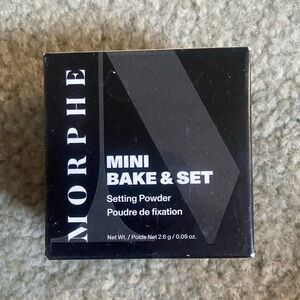 MORPHE
MINI
BAKE & SET
Setting Powder
Poudre de fixation
Net Wt. / Poids Net 2.6 g / 0.09 oz.